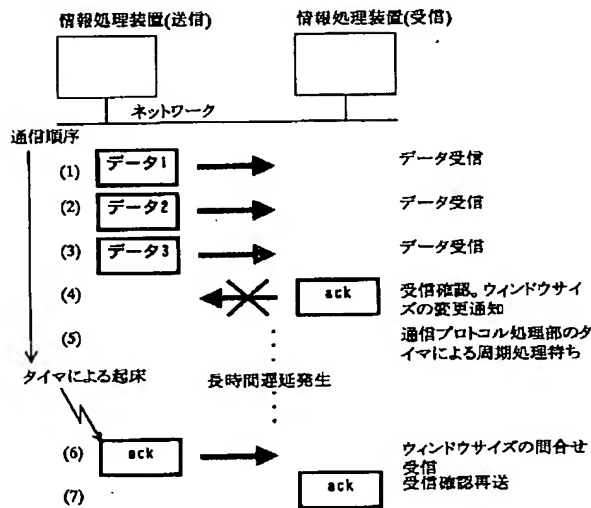 情報処理装置(送信)
情報処理装置(受信)
ネットワーク
通信順序
(1) データ1 データ受信
(2) データ2 データ受信
(3) データ3 データ受信
(4) ack 受信確認。ウィンドウサイ
ズの変更通知
(5) 通信プロトコル処理部のタ
イマによる周期処理待ち
タイマによる起床
長時間遅延発生
(6) ack ウィンドウサイズの問合せ
受信
(7) ack 受信確認再送